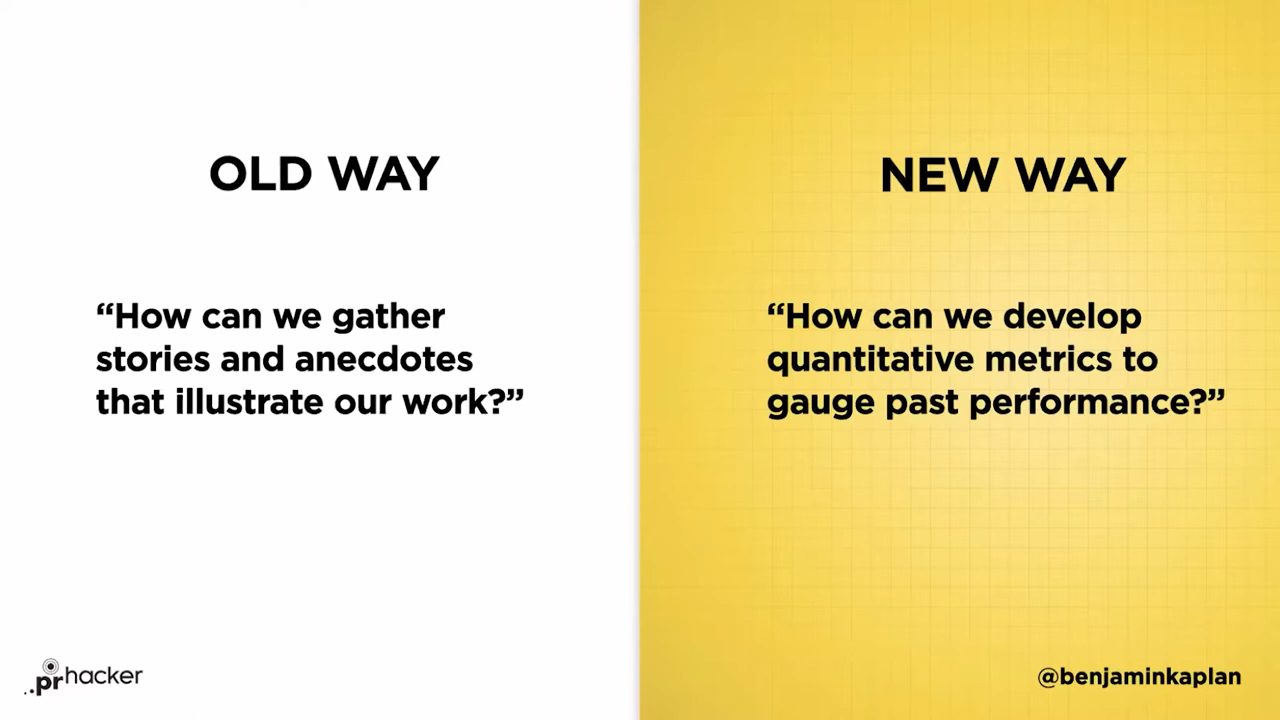 OLD WAY
“How can we gather
stories and anecdotes
that illustrate our work?”
NEW WAY
“How can we develop
quantitative metrics to
gauge past performance?”
..prhacker
@benjaminkaplan